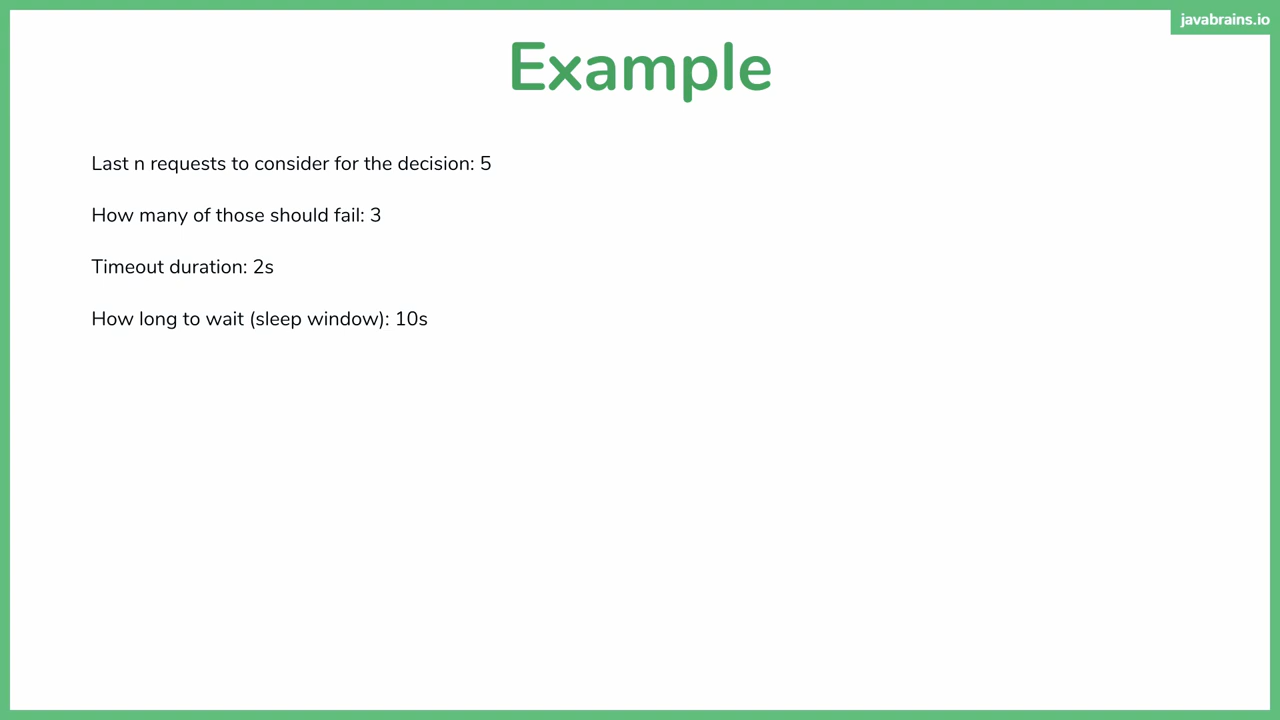 javabrains.io
Example
Last n requests to consider for the decision: 5
How many of those should fail: 3
Timeout duration: 2s
How long to wait (sleep window): 10s